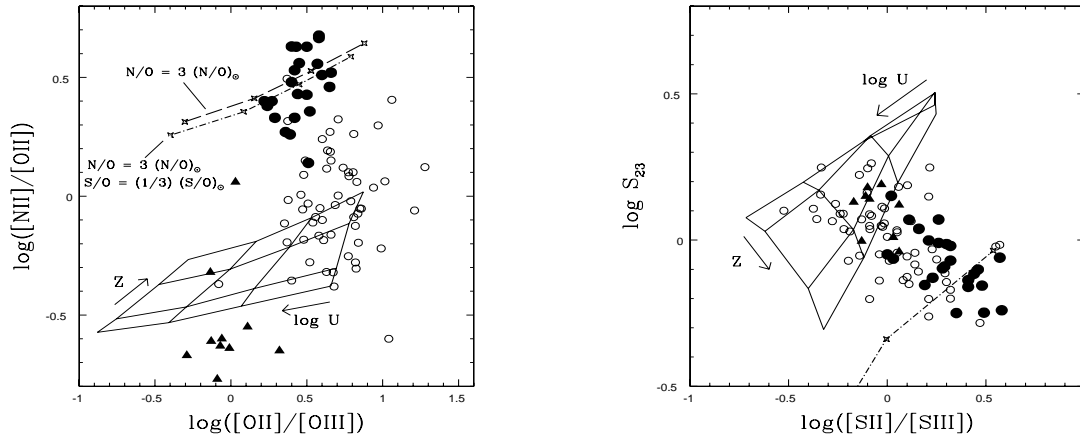 0.5
0
-0.5
-1
-0.5
0
0.5
1
1.5
log([NII]/[OII])
log([OII]/[OIII])
N/O = 3 (N/O)⊙
N/O = 3 (N/O)⊙
S/O = (1/3) (S/O)⊙
Z
log U
0.5
0
-0.5
-1
-0.5
0
0.5
1
log S₂₃
log([SII]/[SIII])
log U
Z